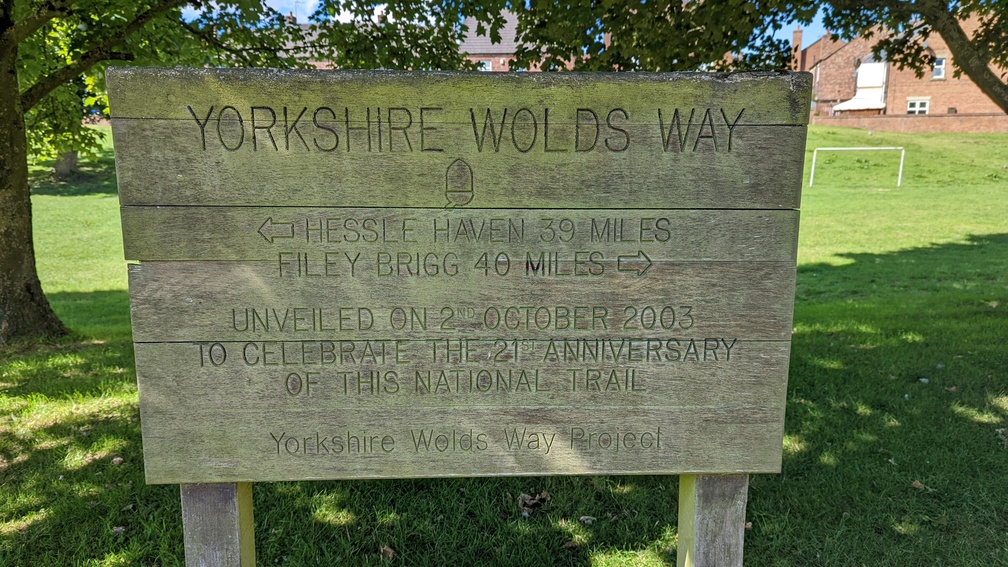 YORKSHIRE WOLDS WAY
HESSLE HAVEN 39 MILES
FILEY BRIGG 40 MILES
UNVEILED ON 2ND OCTOBER 2003
TO CELEBRATE THE 21ST ANNIVERSARY
OF THIS NATIONAL TRAIL
Yorkshire Wolds Way Project